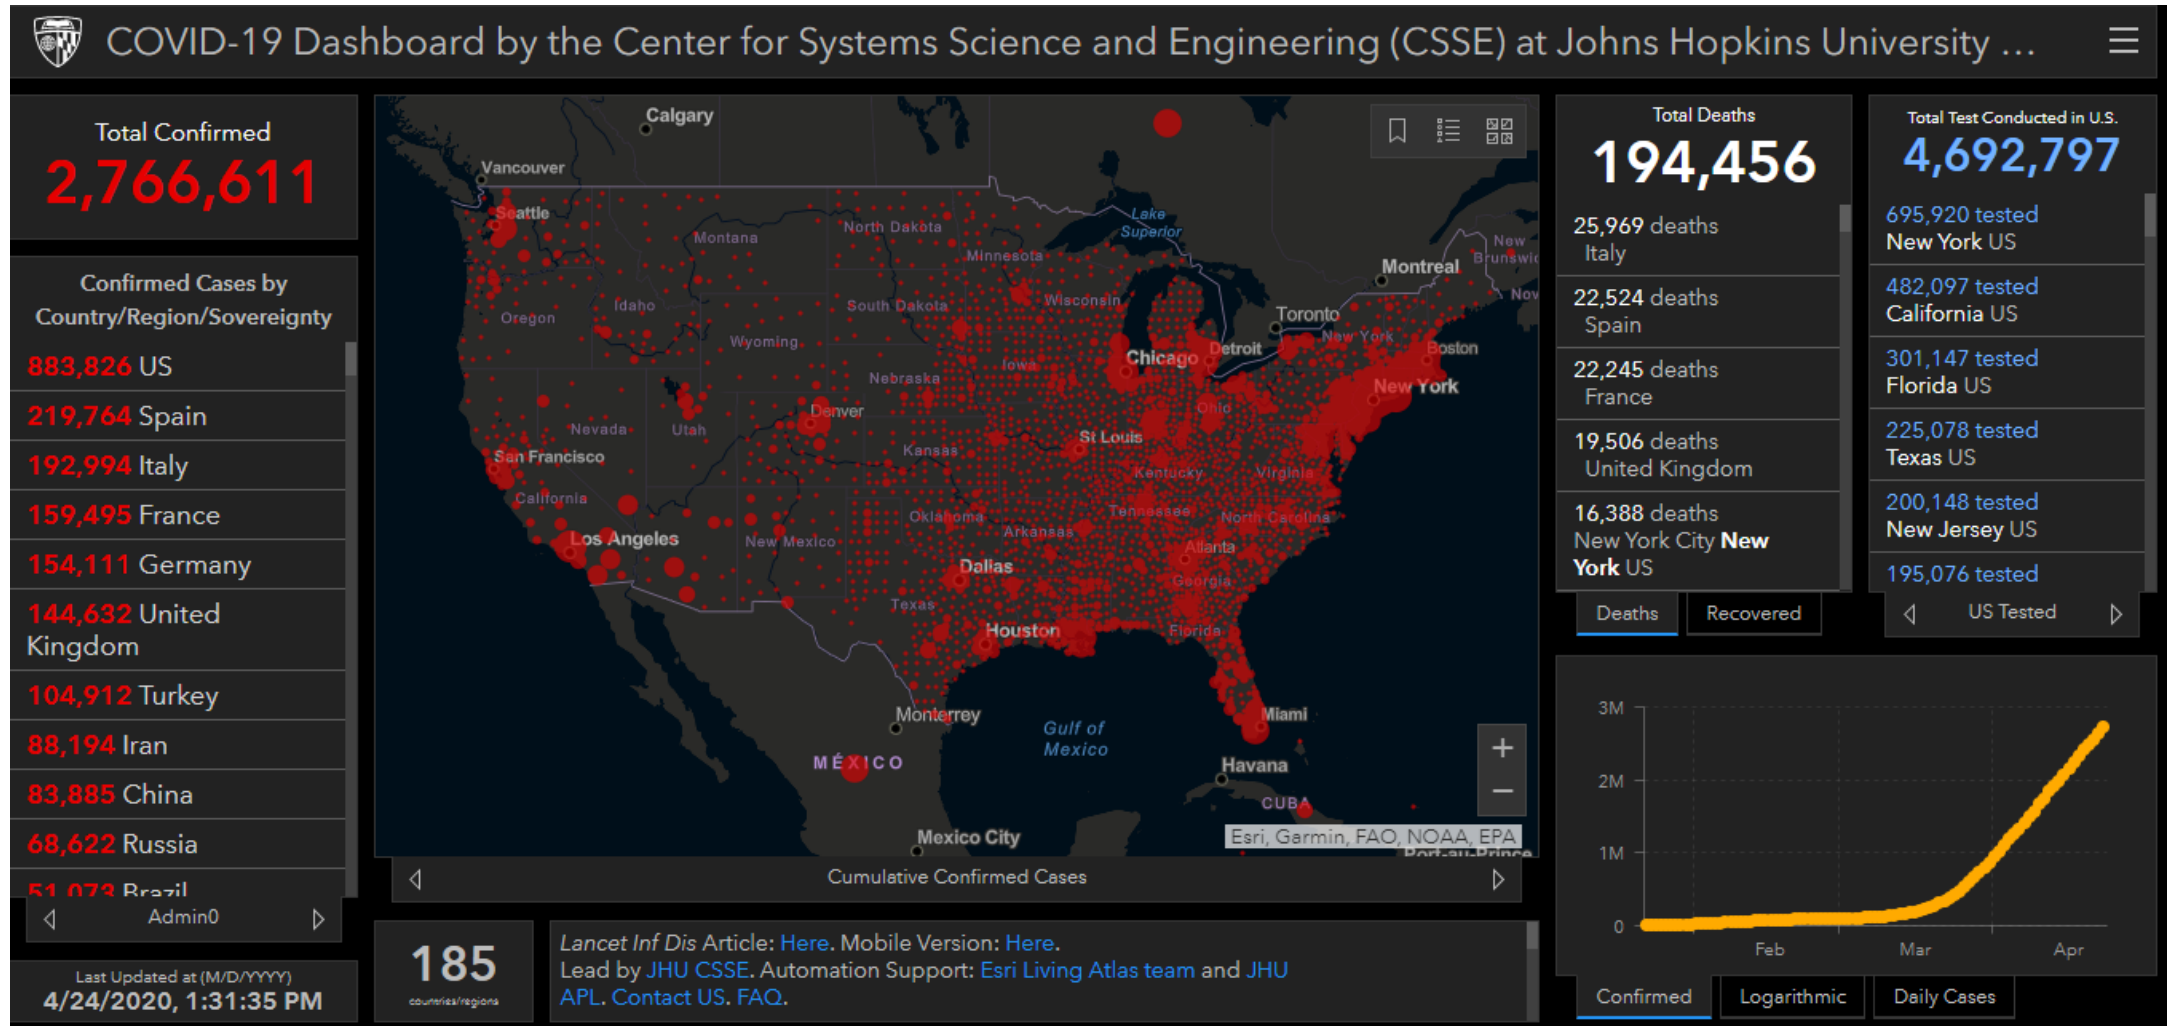 COVID-19 Dashboard by the Center for Systems Science and Engineering (CSSE) at Johns Hopkins University ...
Total Confirmed
2,766,611
Confirmed Cases by
Country/Region/Sovereignty
883,826 US
219,764 Spain
192,994 Italy
159,495 France
154,111 Germany
144,632 United
Kingdom
104,912 Turkey
88,194 Iran
83,885 China
68,622 Russia
51,073 Brazil
Admin0
Last Updated at (M/D/YYYY)
4/24/2020, 1:31:35 PM
Calgary
Vancouver
Seattle
Montana
North Dakota
Lake
Superior
Minnesota
New
Brunswic
Montreal
Nov
Oregon
Idaho
South Dakota
Wisconsin
Toronto
Wyoming
New York
Boston
Chicago
Detroit
Iowa
Nebraska
New York
Denver
Ohio
Nevada
Utah
St Louis
San Francisco
Kansas
Kentucky
Virginia
California
Oklahoma
Tennessee
North Carolina
Arkansas
Los Angeles
New Mexico
Atlanta
Dallas
Georgia
Texas
Houston
Florida
Monterrey
Miami
Gulf of
Mexico
MÉXICO
Havana
CUBA
Mexico City
Esri, Garmin, FAO, NOAA, EPA
Port-au-Prince
Cumulative Confirmed Cases
185
countries/regions
Lancet Inf Dis Article: Here. Mobile Version: Here.
Lead by JHU CSSE. Automation Support: Esri Living Atlas team and JHU
APL. Contact US. FAQ.
Total Deaths
194,456
25,969 deaths
Italy
22,524 deaths
Spain
22,245 deaths
France
19,506 deaths
United Kingdom
16,388 deaths
New York City New
York US
Deaths
Recovered
Total Test Conducted in U.S.
4,692,797
695,920 tested
New York US
482,097 tested
California US
301,147 tested
Florida US
225,078 tested
Texas US
200,148 tested
New Jersey US
195,076 tested
US Tested
3M
2M
1M
0
Feb
Mar
Apr
Confirmed
Logarithmic
Daily Cases